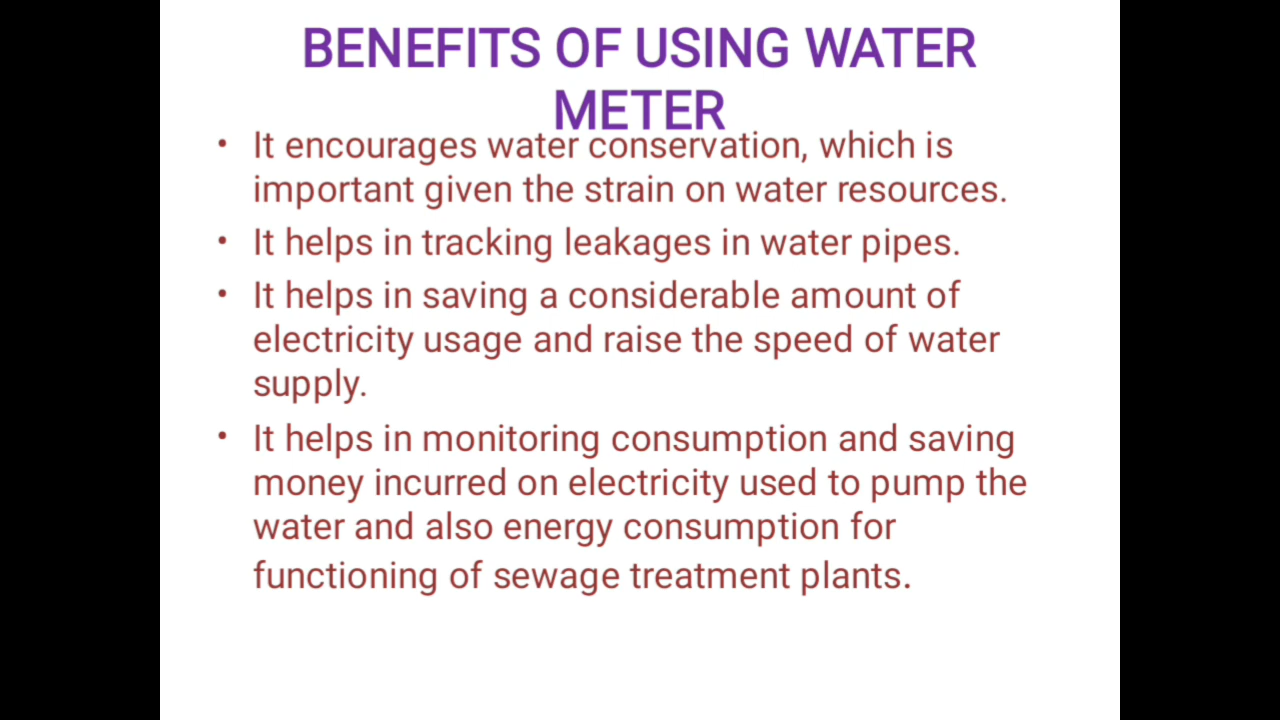 BENEFITS OF USING WATER
METER
• It encourages water conservation, which is
important given the strain on water resources.
• It helps in tracking leakages in water pipes.
• It helps in saving a considerable amount of
electricity usage and raise the speed of water
supply.
• It helps in monitoring consumption and saving
money incurred on electricity used to pump the
water and also energy consumption for
functioning of sewage treatment plants.